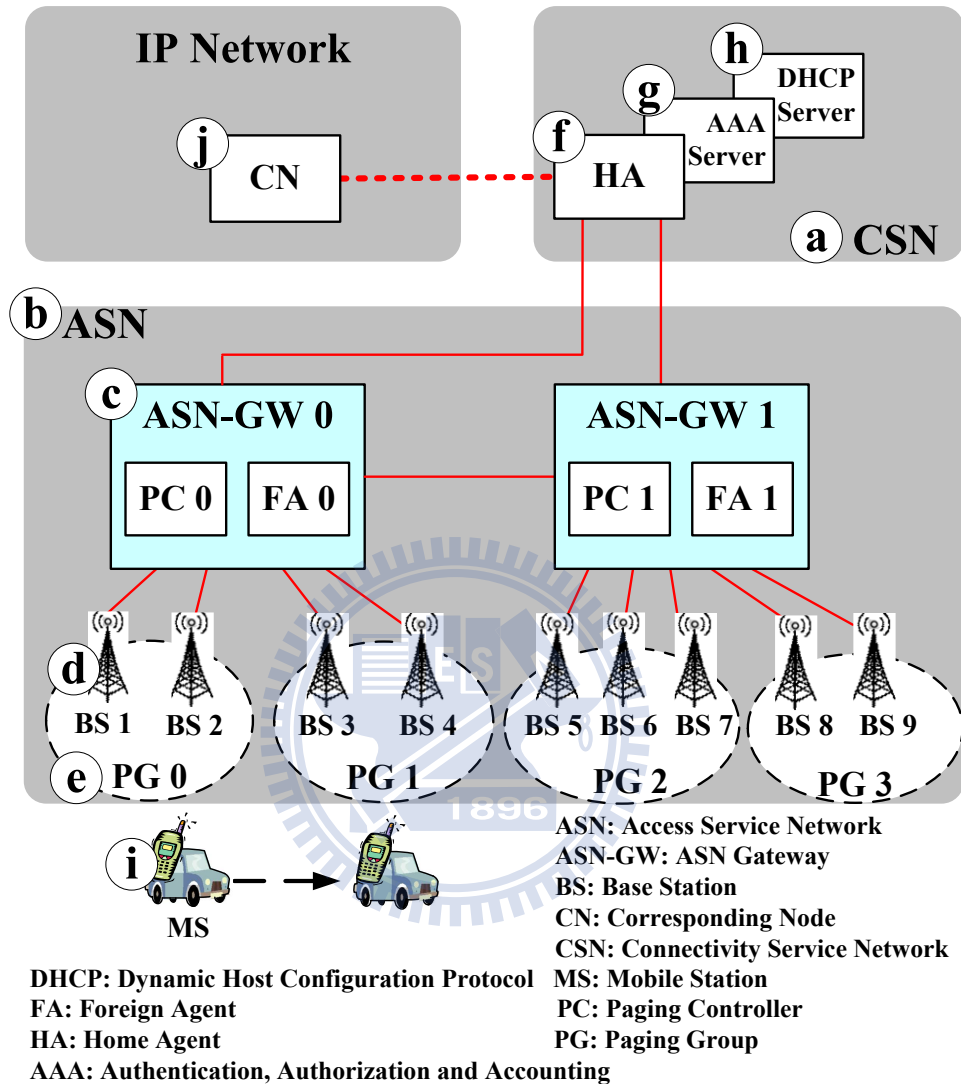 IP Network
j
CN
h
DHCP
Server
g
AAA
Server
f
HA
a
CSN
b
ASN
c
ASN-GW 0
PC 0
FA 0
ASN-GW 1
PC 1
FA 1
d
BS 1
BS 2
BS 3
BS 4
BS 5
BS 6
BS 7
BS 8
BS 9
e
PG 0
PG 1
PG 2
PG 3
E S
1896
i
MS
ASN: Access Service Network
ASN-GW: ASN Gateway
BS: Base Station
CN: Corresponding Node
CSN: Connectivity Service Network
DHCP: Dynamic Host Configuration Protocol
MS: Mobile Station
FA: Foreign Agent
PC: Paging Controller
HA: Home Agent
PG: Paging Group
AAA: Authentication, Authorization and Accounting